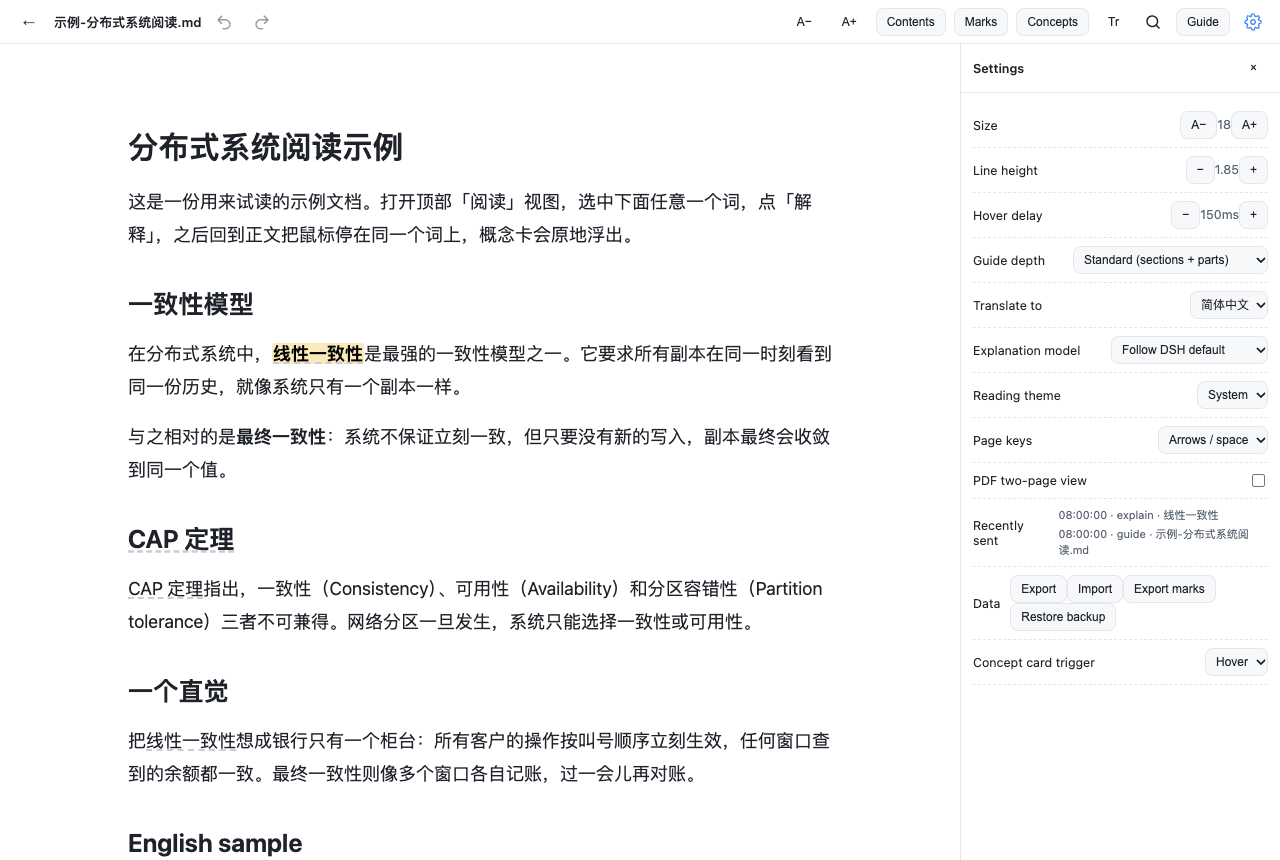 ← 示例-分布式系统阅读.md
A− A+ Contents Marks Concepts Tr Guide
分布式系统阅读示例
这是一份用来试读的示例文档。打开顶部「阅读」视图，选中下面任意一个词，点「解
释」，之后回到正文把鼠标停在同一个词上，概念卡会原地浮出。
一致性模型
在分布式系统中，线性一致性是最强的一致性模型之一。它要求所有副本在同一时刻看到
同一份历史，就像系统只有一个副本一样。
与之相对的是最终一致性：系统不保证立刻一致，但只要没有新的写入，副本最终会收敛
到同一个值。
CAP 定理
CAP 定理指出，一致性（Consistency）、可用性（Availability）和分区容错性（Partition
tolerance）三者不可兼得。网络分区一旦发生，系统只能选择一致性或可用性。
一个直觉
把线性一致性想成银行只有一个柜台：所有客户的操作按叫号顺序立刻生效，任何窗口查
到的余额都一致。最终一致性则像多个窗口各自记账，过一会儿再对账。
English sample
Settings ×
Size A− 18 A+
Line height − 1.85 +
Hover delay − 150ms +
Guide depth Standard (sections + parts)
Translate to 简体中文
Explanation model Follow DSH default
Reading theme System
Page keys Arrows / space
PDF two-page view
Recently
sent
08:00:00 · explain · 线性一致性
08:00:00 · guide · 示例-分布式系统阅
读.md
Data Export Import Export marks
Restore backup
Concept card trigger Hover